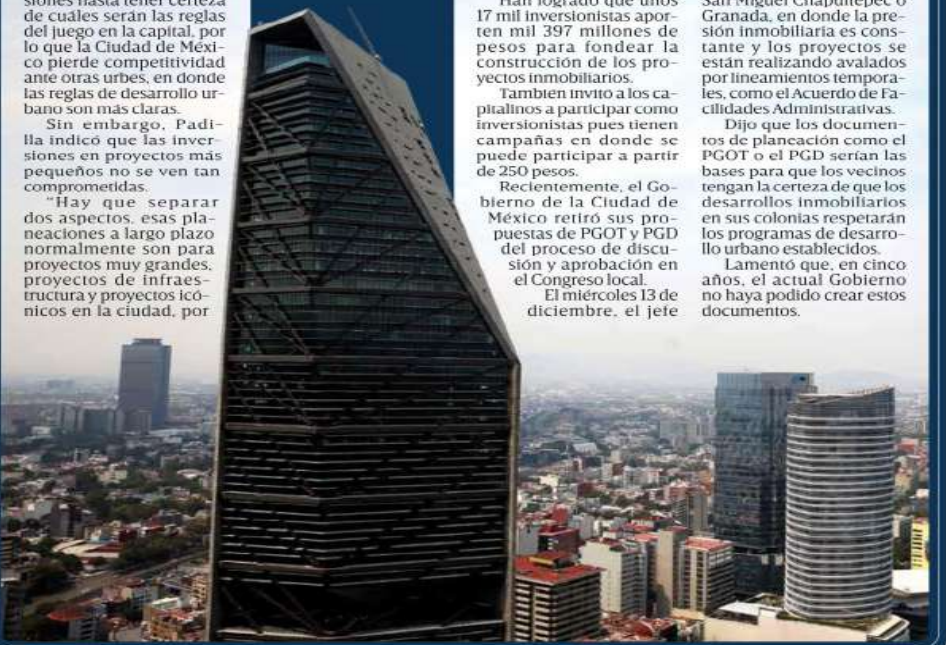 siones hasta tener certeza
de cuáles serán las reglas
del juego en la capital, por
lo que la Ciudad de Méxi-
co pierde competitividad
ante otras urbes, en donde
las reglas de desarrollo ur-
bano son más claras.
Sin embargo, Padi-
lla indicó que las inver-
siones en proyectos más
pequeños no se ven tan
comprometidas.
"Hay que separar
dos aspectos, esas pla-
neaciones a largo plazo
normalmente son para
proyectos muy grandes,
proyectos de infraes-
tructura y proyectos icó-
nicos en la ciudad, por
Han logrado que unos
17 mil inversionistas apor-
ten mil 397 millones de
pesos para fondear la
construcción de los pro-
yectos inmobiliarios.
También invitó a los ca-
pitalinos a participar como
inversionistas pues tienen
campañas en donde se
puede participar a partir
de 250 pesos.
Recientemente, el Go-
bierno de la Ciudad de
México retiró sus pro-
puestas de PGOT y PGD
del proceso de discu-
sión y aprobación en
el Congreso local.
El miércoles 13 de
diciembre, el jefe
San Miguel Chapultepec o
Granada, en donde la pre-
sión inmobiliaria es cons-
tante y los proyectos se
están realizando avalados
por lineamientos tempora-
les, como el Acuerdo de Fa-
cilidades Administrativas.
Dijo que los documen-
tos de planeación como el
PGOT o el PGD serían las
bases para que los vecinos
tengan la certeza de que los
desarrollos inmobiliarios
en sus colonias respetarán
los programas de desarro-
llo urbano establecidos.
Lamentó que, en cinco
años, el actual Gobierno
no haya podido crear estos
documentos.